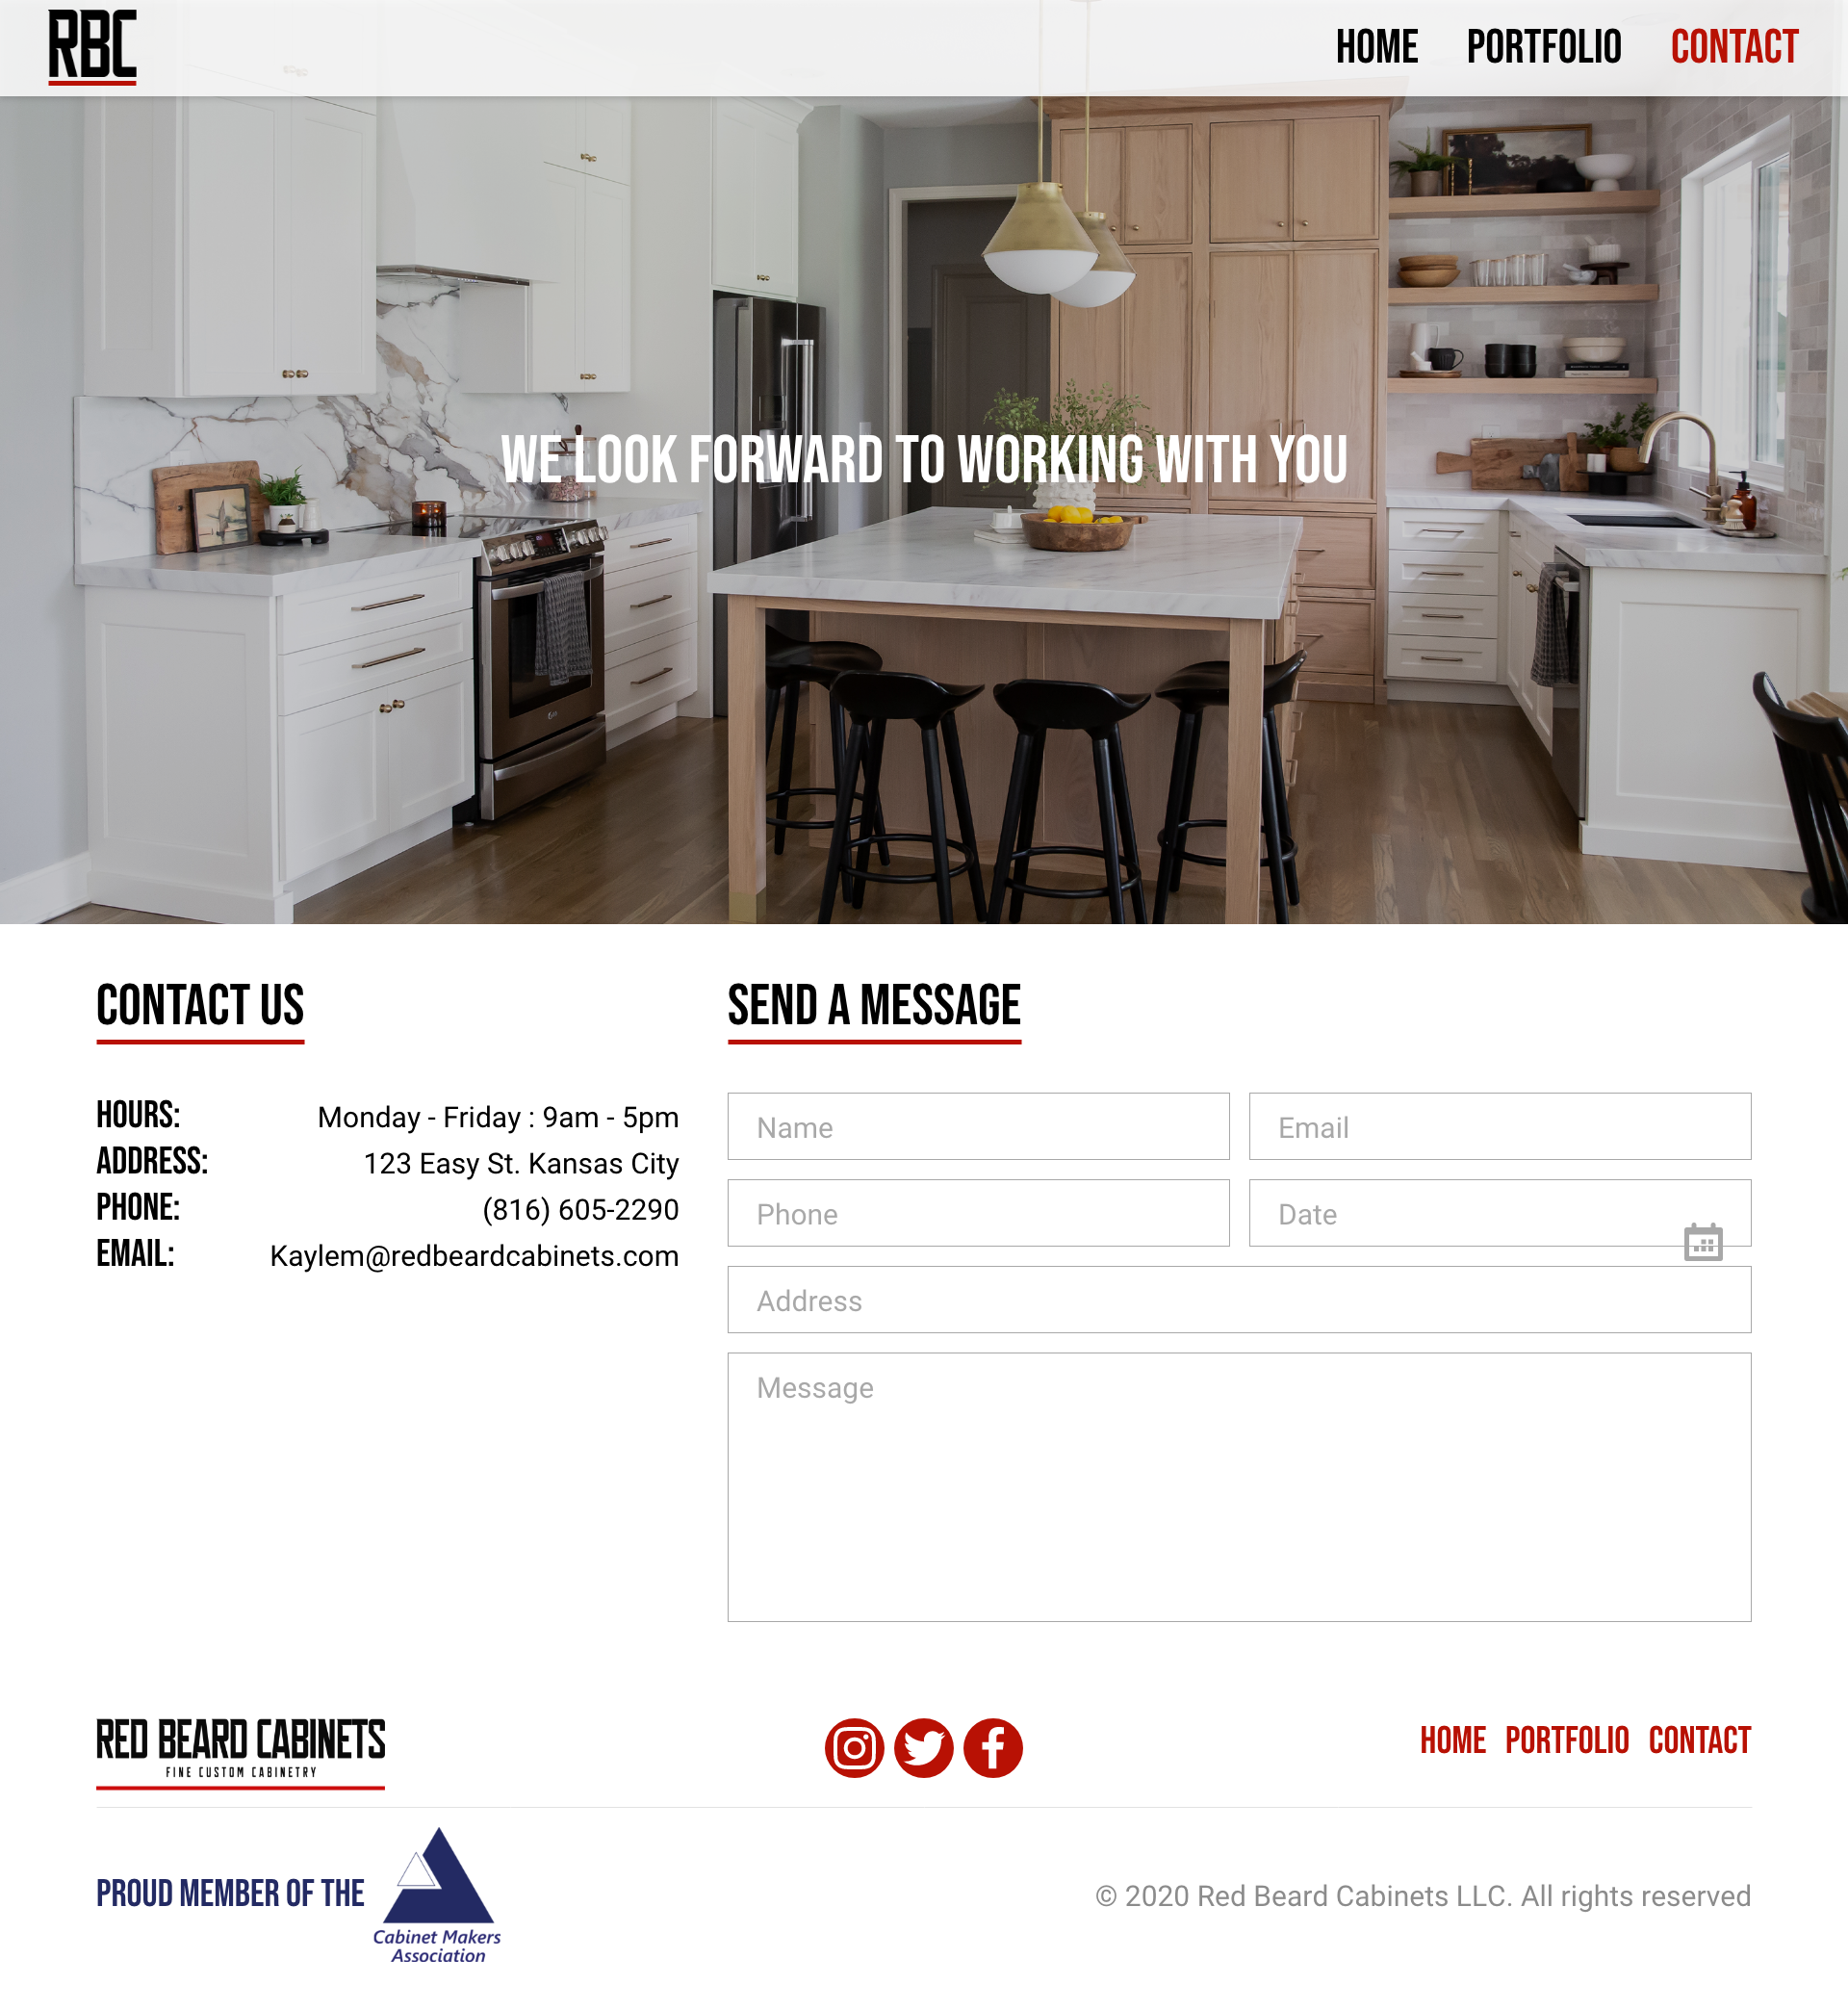 RBC
HOME PORTFOLIO CONTACT
WE LOOK FORWARD TO WORKING WITH YOU
CONTACT US
HOURS: Monday - Friday : 9am - 5pm
ADDRESS: 123 Easy St. Kansas City
PHONE: (816) 605-2290
EMAIL: Kaylem@redbeardcabinets.com
SEND A MESSAGE
Name Email
Phone Date
Address
Message
RED BEARD CABINETS
FINE CUSTOM CABINETRY
HOME PORTFOLIO CONTACT
PROUD MEMBER OF THE
Cabinet Makers
Association
© 2020 Red Beard Cabinets LLC. All rights reserved